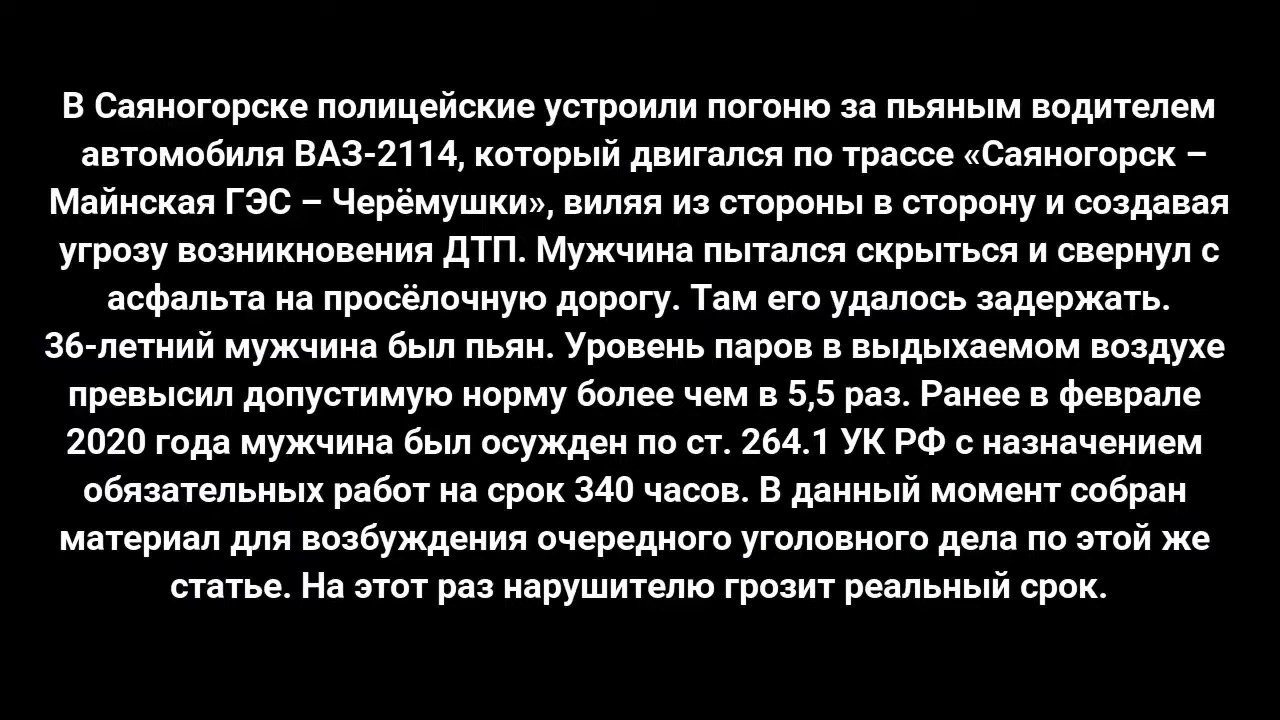 В Саяногорске полицейские устроили погоню за пьяным водителем
автомобиля ВАЗ-2114, который двигался по трассе «Саяногорск –
Майнская ГЭС – Черёмушки», виляя из стороны в сторону и создавая
угрозу возникновения ДТП. Мужчина пытался скрыться и свернул с
асфальта на просёлочную дорогу. Там его удалось задержать.
36-летний мужчина был пьян. Уровень паров в выдыхаемом воздухе
превысил допустимую норму более чем в 5,5 раз. Ранее в феврале
2020 года мужчина был осужден по ст. 264.1 УК РФ с назначением
обязательных работ на срок 340 часов. В данный момент собран
материал для возбуждения очередного уголовного дела по этой же
статье. На этот раз нарушителю грозит реальный срок.